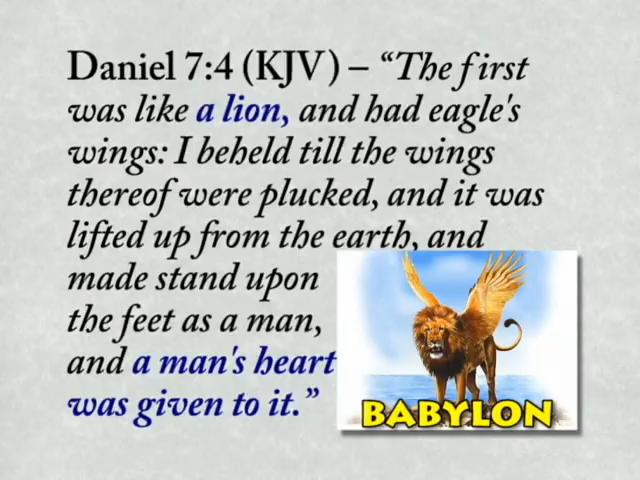 Daniel 7:4 (KJV) – “The first
was like a lion, and had eagle's
wings: I beheld till the wings
thereof were plucked, and it was
lifted up from the earth, and
made stand upon
the feet as a man,
and a man's heart
was given to it.”
BABYLON